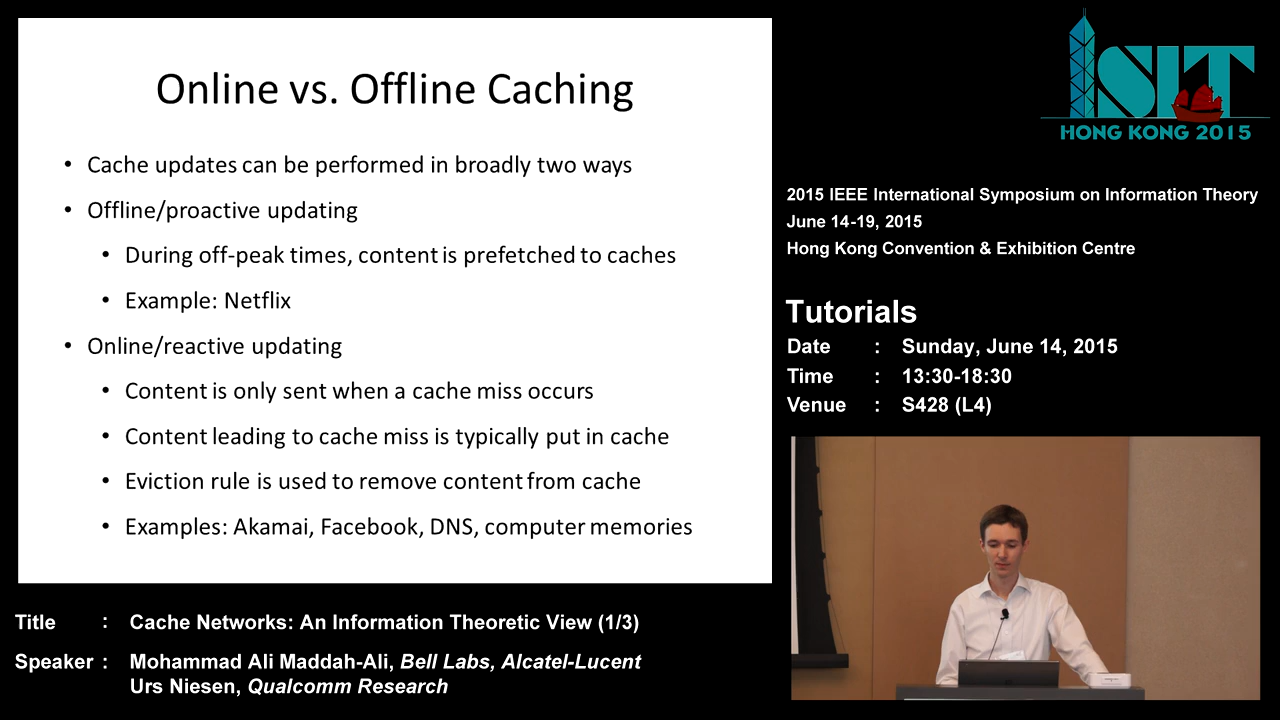 Online vs. Offline Caching
• Cache updates can be performed in broadly two ways
• Offline/proactive updating
• During off-peak times, content is prefetched to caches
• Example: Netflix
• Online/reactive updating
• Content is only sent when a cache miss occurs
• Content leading to cache miss is typically put in cache
• Eviction rule is used to remove content from cache
• Examples: Akamai, Facebook, DNS, computer memories
ISIT
HONG KONG 2015
2015 IEEE International Symposium on Information Theory
June 14-19, 2015
Hong Kong Convention & Exhibition Centre
Tutorials
Date : Sunday, June 14, 2015
Time : 13:30-18:30
Venue : S428 (L4)
Title : Cache Networks: An Information Theoretic View (1/3)
Speaker : Mohammad Ali Maddah-Ali, Bell Labs, Alcatel-Lucent
Urs Niesen, Qualcomm Research